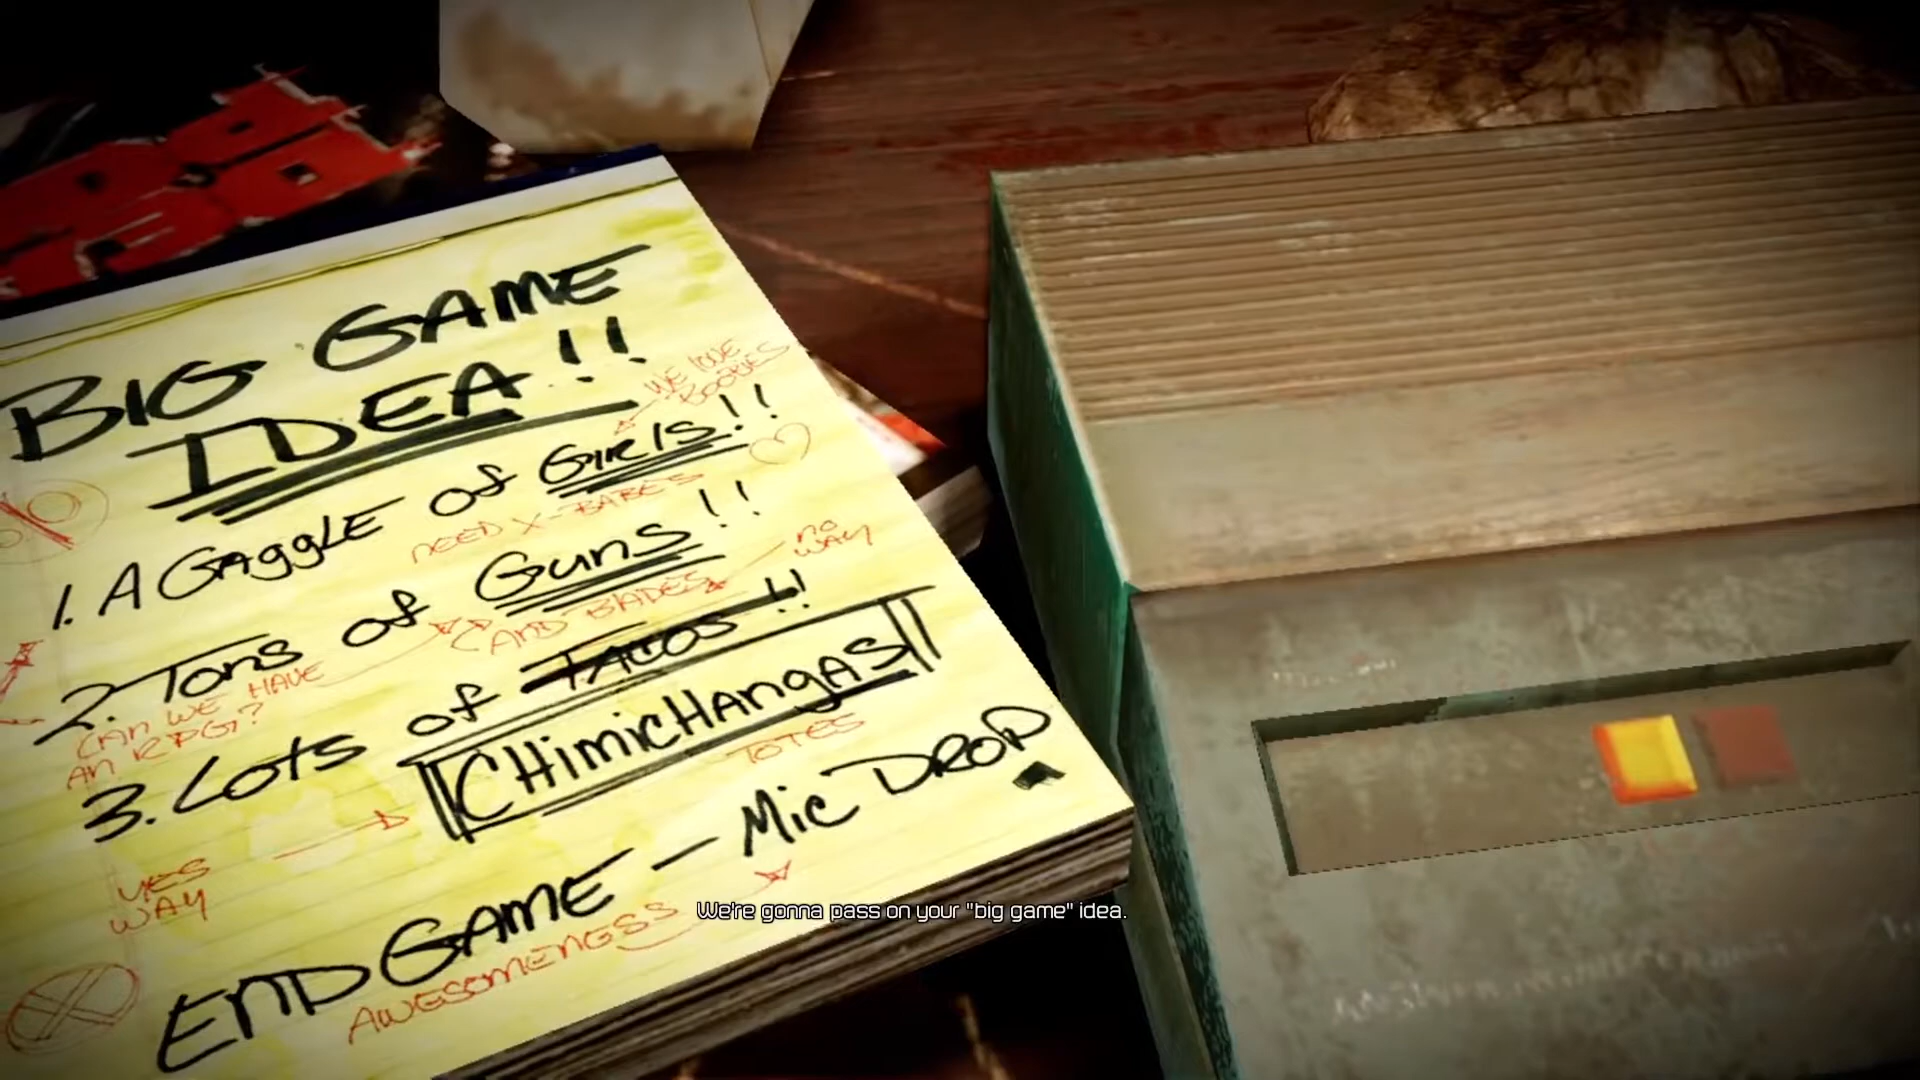 BIG GAME
IDEA!!
WE LOVE
BOOBIES
1. A GAggLE of GirlS!!
NEED X-BABES
2. Tons of Guns!!
NO
WAY
(AND BLADES)
CAN WE HAVE
AN RPG?
3. Lots of TACOS!!
CHimiCHangAS
TOTES
YES
WAY
ENDGAME - Mic DROP
AWESOMENESS
We're gonna pass on your "big game" idea.